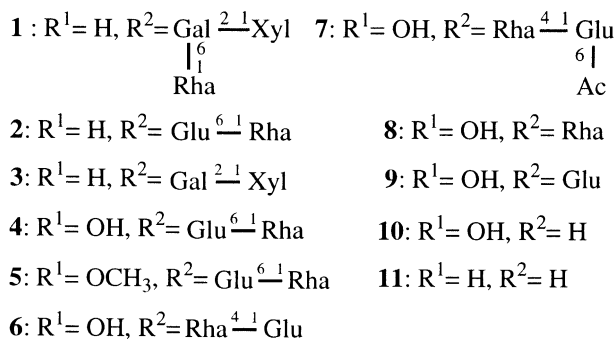 1 : R¹= H, R²= Gal ²—¹ Xyl
6
1
Rha
2: R¹= H, R²= Glu ⁶—¹ Rha
3: R¹= H, R²= Gal ²—¹ Xyl
4: R¹= OH, R²= Glu ⁶—¹ Rha
5: R¹= OCH₃, R²= Glu ⁶—¹ Rha
6: R¹= OH, R²= Rha ⁴—¹ Glu
7: R¹= OH, R²= Rha ⁴—¹ Glu
6
Ac
8: R¹= OH, R²= Rha
9: R¹= OH, R²= Glu
10: R¹= OH, R²= H
11: R¹= H, R²= H